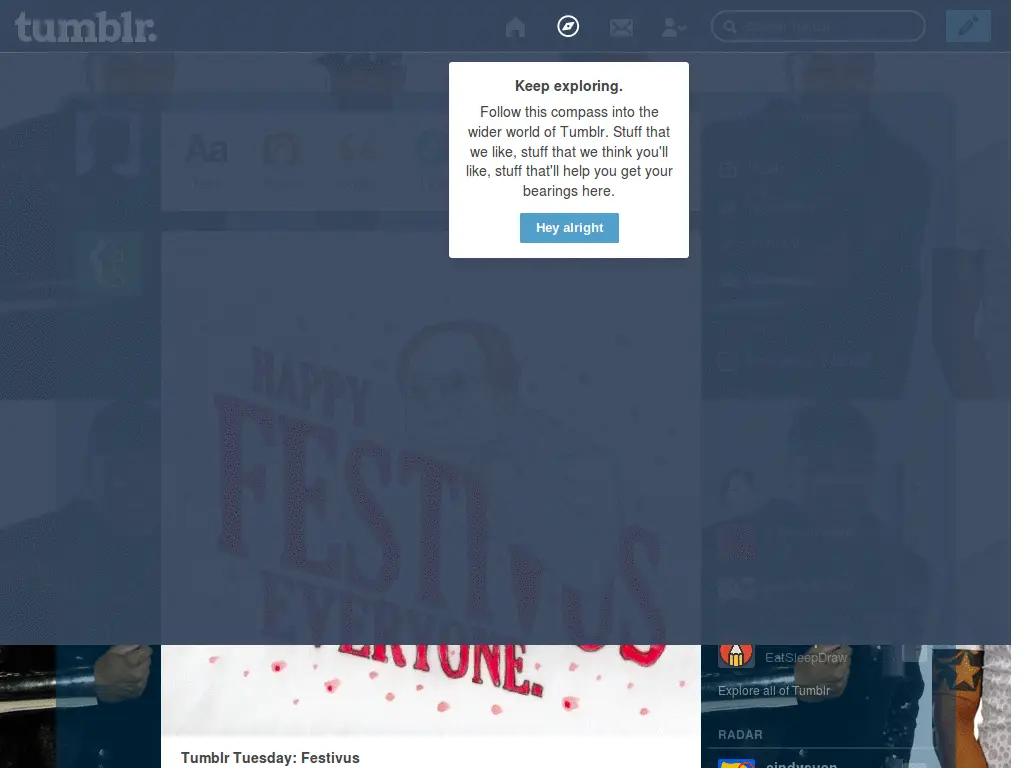 tumblr.
Keep exploring.
Follow this compass into the
wider world of Tumblr. Stuff that
we like, stuff that we think you'll
like, stuff that'll help you get your
bearings here.
Hey alright
Aa
HAPPY
FESTIVUS
EVERYONE.
EatSleepDraw
Explore all of Tumblr
RADAR
Tumblr Tuesday: Festivus
cindysuen